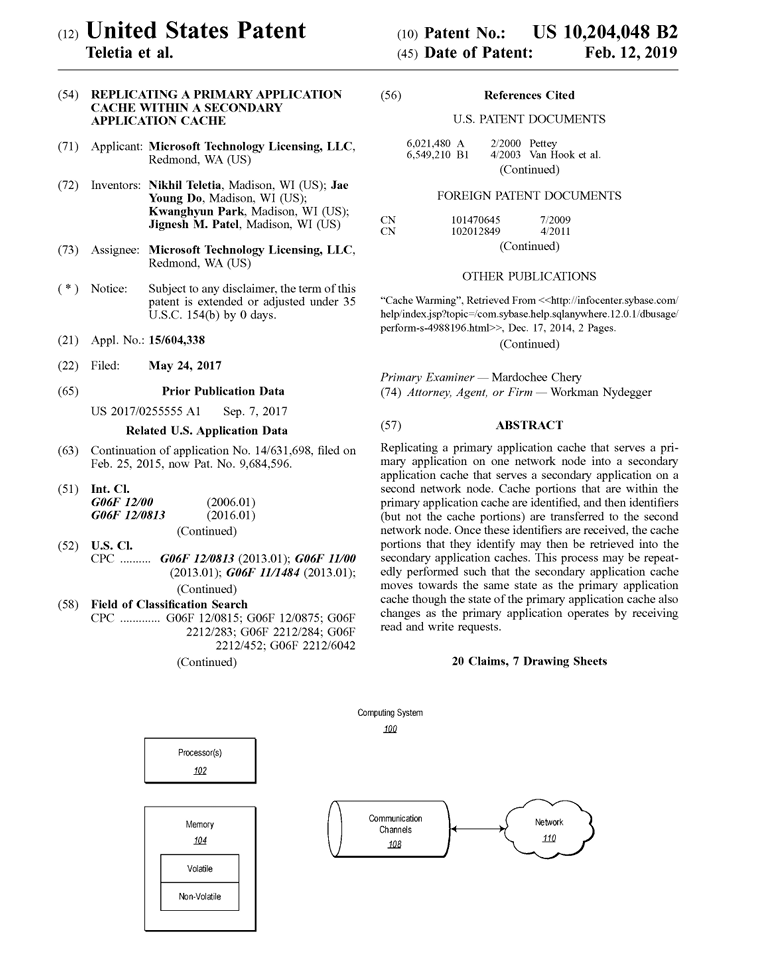 (12) United States Patent
Teletia et al.
(10) Patent No.: US 10,204,048 B2
(45) Date of Patent: Feb. 12, 2019
(54) REPLICATING A PRIMARY APPLICATION
CACHE WITHIN A SECONDARY
APPLICATION CACHE
(71) Applicant: Microsoft Technology Licensing, LLC,
Redmond, WA (US)
(72) Inventors: Nikhil Teletia, Madison, WI (US); Jae
Young Do, Madison, WI (US);
Kwanghyun Park, Madison, WI (US);
Jignesh M. Patel, Madison, WI (US)
(73) Assignee: Microsoft Technology Licensing, LLC,
Redmond, WA (US)
( * ) Notice: Subject to any disclaimer, the term of this
patent is extended or adjusted under 35
U.S.C. 154(b) by 0 days.
(21) Appl. No.: 15/604,338
(22) Filed: May 24, 2017
(65) Prior Publication Data
US 2017/0255555 A1 Sep. 7, 2017
Related U.S. Application Data
(63) Continuation of application No. 14/631,698, filed on
Feb. 25, 2015, now Pat. No. 9,684,596.
(51) Int. Cl.
G06F 12/00 (2006.01)
G06F 12/0813 (2016.01)
(Continued)
(52) U.S. Cl.
CPC .......... G06F 12/0813 (2013.01); G06F 11/00
(2013.01); G06F 11/1484 (2013.01);
(Continued)
(58) Field of Classification Search
CPC ............ G06F 12/0815; G06F 12/0875; G06F
2212/283; G06F 2212/284; G06F
2212/452; G06F 2212/6042
(Continued)
(56) References Cited
U.S. PATENT DOCUMENTS
6,021,480 A 2/2000 Pettey
6,549,210 B1 4/2003 Van Hook et al.
(Continued)
FOREIGN PATENT DOCUMENTS
CN 101470645 7/2009
CN 102012849 4/2011
(Continued)
OTHER PUBLICATIONS
“Cache Warming”, Retrieved From <<http://infocenter.sybase.com/
help/index.jsp?topic=/com.sybase.help.sqlanywhere.12.0.1/dbusage/
perform-s-4988196.html>>, Dec. 17, 2014, 2 Pages.
(Continued)
Primary Examiner — Mardochee Chery
(74) Attorney, Agent, or Firm — Workman Nydegger
(57) ABSTRACT
Replicating a primary application cache that serves a pri-
mary application on one network node into a secondary
application cache that serves a secondary application on a
second network node. Cache portions that are within the
primary application cache are identified, and then identifiers
(but not the cache portions) are transferred to the second
network node. Once these identifiers are received, the cache
portions that they identify may then be retrieved into the
secondary application caches. This process may be repeat-
edly performed such that the secondary application cache
moves towards the same state as the primary application
cache though the state of the primary application cache also
changes as the primary application operates by receiving
read and write requests.
20 Claims, 7 Drawing Sheets
Computing System
100
Processor(s)
102
Memory
104
Volatile
Non-Volatile
Communication
Channels
108
Network
110